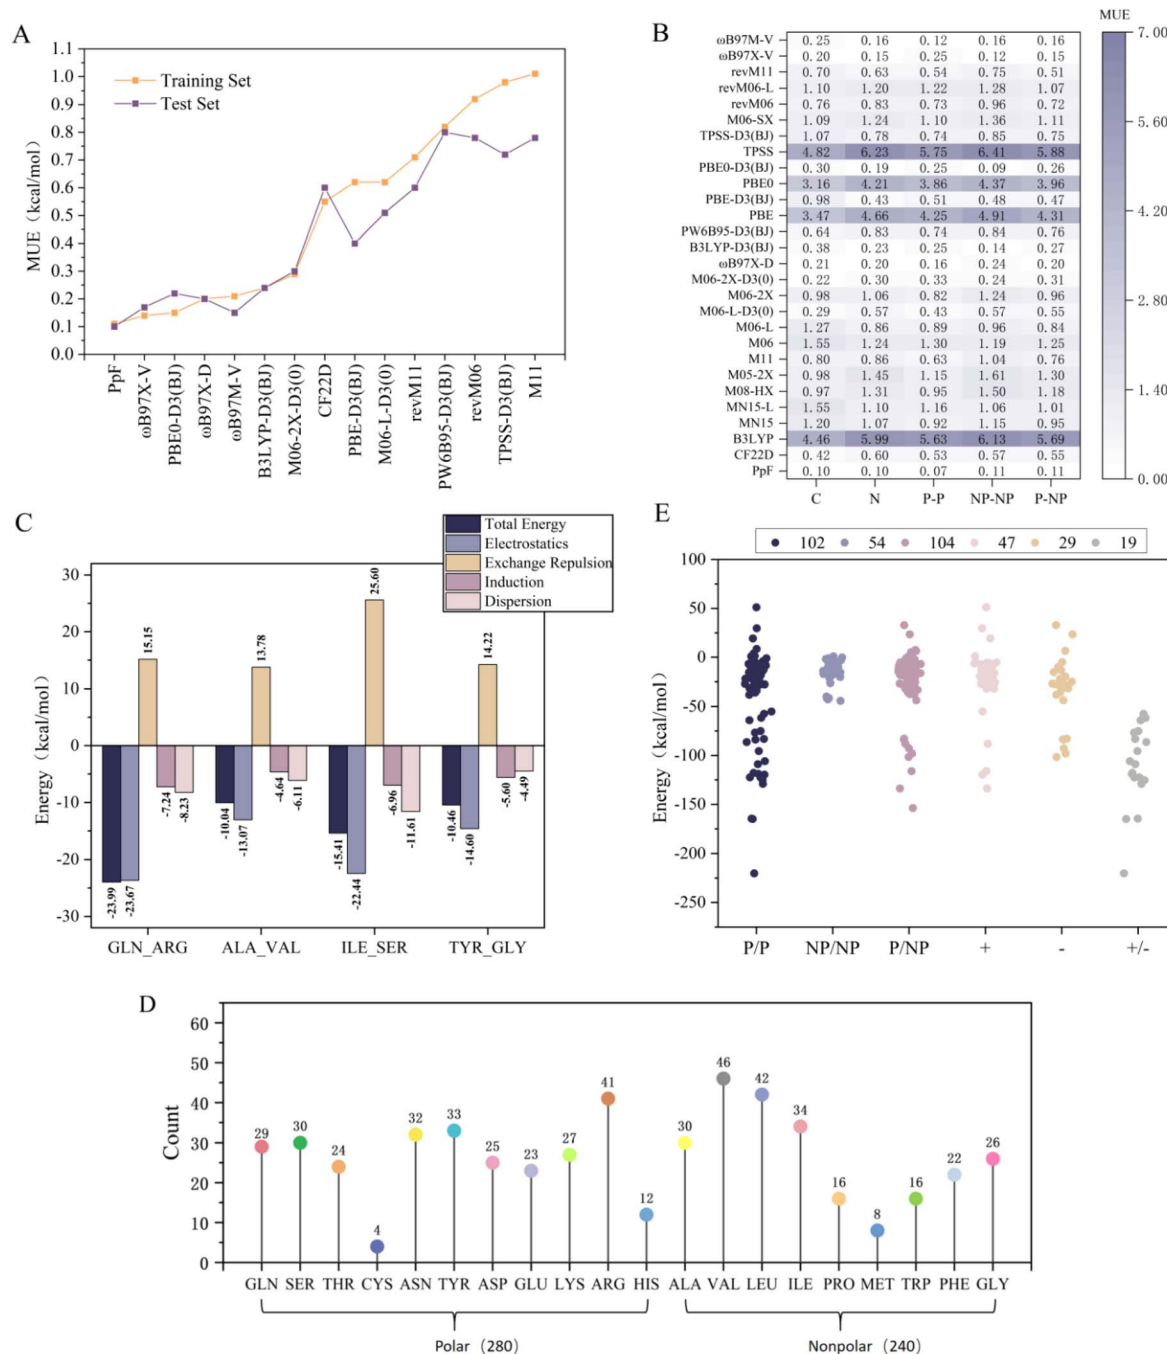 A
MUE（kcal/mol）
1.1
1.0
0.9
0.8
0.7
0.6
0.5
0.4
0.3
0.2
0.1
0.0
Training Set
Test Set
PpF
ωB97X-V
PBE0-D3(BJ)
ωB97X-D
ωB97M-V
B3LYP-D3(BJ)
M06-2X-D3(0)
CF22D
PBE-D3(BJ)
M06-L-D3(0)
revM11
PW6B95-D3(BJ)
revM06
TPSS-D3(BJ)
M11
B
ωB97M-V 0.25 0.16 0.12 0.16 0.16
ωB97X-V 0.20 0.15 0.25 0.12 0.15
revM11 0.70 0.63 0.54 0.75 0.51
revM06-L 1.10 1.20 1.22 1.28 1.07
revM06 0.76 0.83 0.73 0.96 0.72
M06-SX 1.09 1.24 1.10 1.36 1.11
TPSS-D3(BJ) 1.07 0.78 0.74 0.85 0.75
TPSS 4.82 6.23 5.75 6.41 5.88
PBE0-D3(BJ) 0.30 0.19 0.25 0.09 0.26
PBE0 3.16 4.21 3.86 4.37 3.96
PBE-D3(BJ) 0.98 0.43 0.51 0.48 0.47
PBE 3.47 4.66 4.25 4.91 4.31
PW6B95-D3(BJ) 0.64 0.83 0.74 0.84 0.76
B3LYP-D3(BJ) 0.38 0.23 0.25 0.14 0.27
ωB97X-D 0.21 0.20 0.16 0.24 0.20
M06-2X-D3(0) 0.22 0.30 0.33 0.24 0.31
M06-2X 0.98 1.06 0.82 1.24 0.96
M06-L-D3(0) 0.29 0.57 0.43 0.57 0.55
M06-L 1.27 0.86 0.89 0.96 0.84
M06 1.55 1.24 1.30 1.19 1.25
M11 0.80 0.86 0.63 1.04 0.76
M05-2X 0.98 1.45 1.15 1.61 1.30
M08-HX 0.97 1.31 0.95 1.50 1.18
MN15-L 1.55 1.10 1.16 1.06 1.01
MN15 1.20 1.07 0.92 1.15 0.95
B3LYP 4.46 5.99 5.63 6.13 5.69
CF22D 0.42 0.60 0.53 0.57 0.55
PpF 0.10 0.10 0.07 0.11 0.11
C N P-P NP-NP P-NP
MUE
7.00
5.60
4.20
2.80
1.40
0.00
C
Total Energy
Electrostatics
Exchange Repulsion
Induction
Dispersion
Energy（kcal/mol）
30
20
10
0
-10
-20
-30
-23.99
-23.67
15.15
-7.24
-8.23
-10.04
-13.07
13.78
-4.64
-6.11
-15.41
-22.44
25.60
-6.96
-11.61
-10.46
-14.60
14.22
-5.60
-4.49
GLN_ARG ALA_VAL ILE_SER TYR_GLY
E
102 54 104 47 29 19
Energy（kcal/mol）
100
50
0
-50
-100
-150
-200
-250
P/P NP/NP P/NP + - +/-
D
Count
60
50
40
30
20
10
0
29 30 24 4 32 33 25 23 27 41 12 30 46 42 34 16 8 16 22 26
GLN SER THR CYS ASN TYR ASP GLU LYS ARG HIS ALA VAL LEU ILE PRO MET TRP PHE GLY
Polar（280） Nonpolar（240）